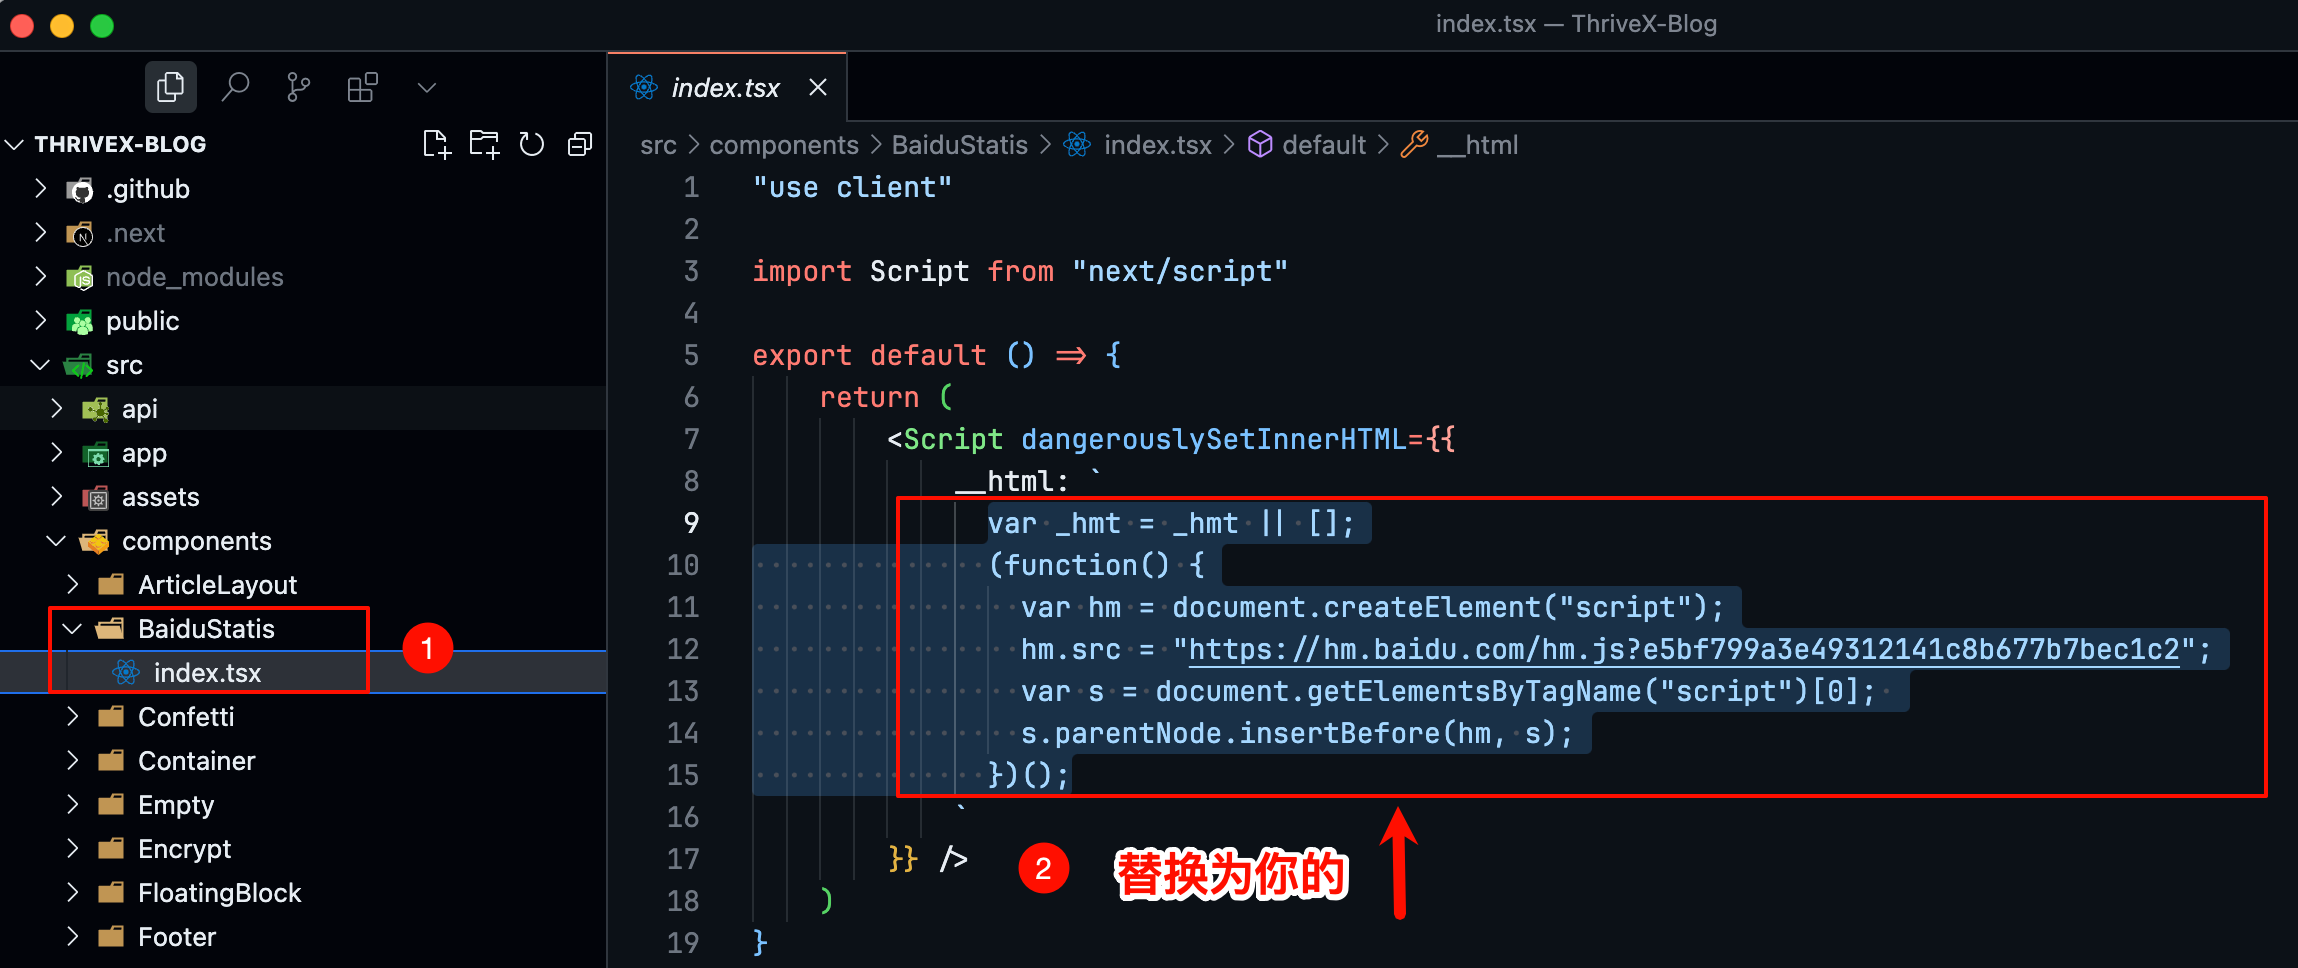 index.tsx — ThriveX-Blog
THRIVEX-BLOG
.github
.next
node_modules
public
src
api
app
assets
components
ArticleLayout
BaiduStatis
index.tsx
Confetti
Container
Empty
Encrypt
FloatingBlock
Footer
1
index.tsx
src > components > BaiduStatis > index.tsx > default > __html
1 "use client"
2
3 import Script from "next/script"
4
5 export default () => {
6 return (
7 <Script dangerouslySetInnerHTML={{
8 __html: `
9 var _hmt = _hmt || [];
10 (function() {
11 var hm = document.createElement("script");
12 hm.src = "https://hm.baidu.com/hm.js?e5bf799a3e49312141c8b677b7bec1c2";
13 var s = document.getElementsByTagName("script")[0];
14 s.parentNode.insertBefore(hm, s);
15 })();
16 `
17 }} />
18 )
19 }
2 替换为你的